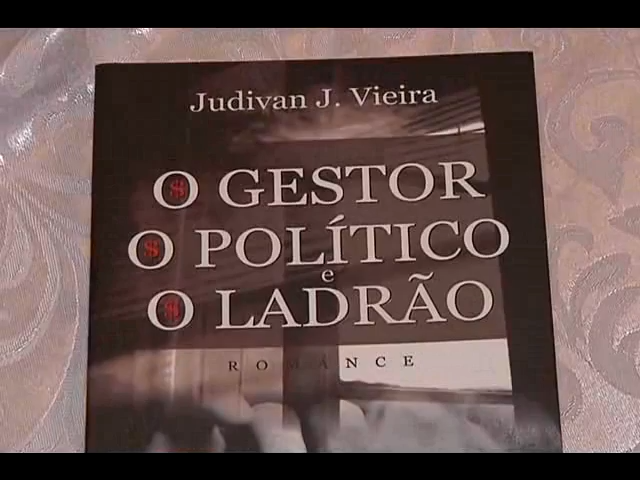 Judivan J. Vieira
O GESTOR
O POLÍTICO
e
O LADRÃO
ROMANCE